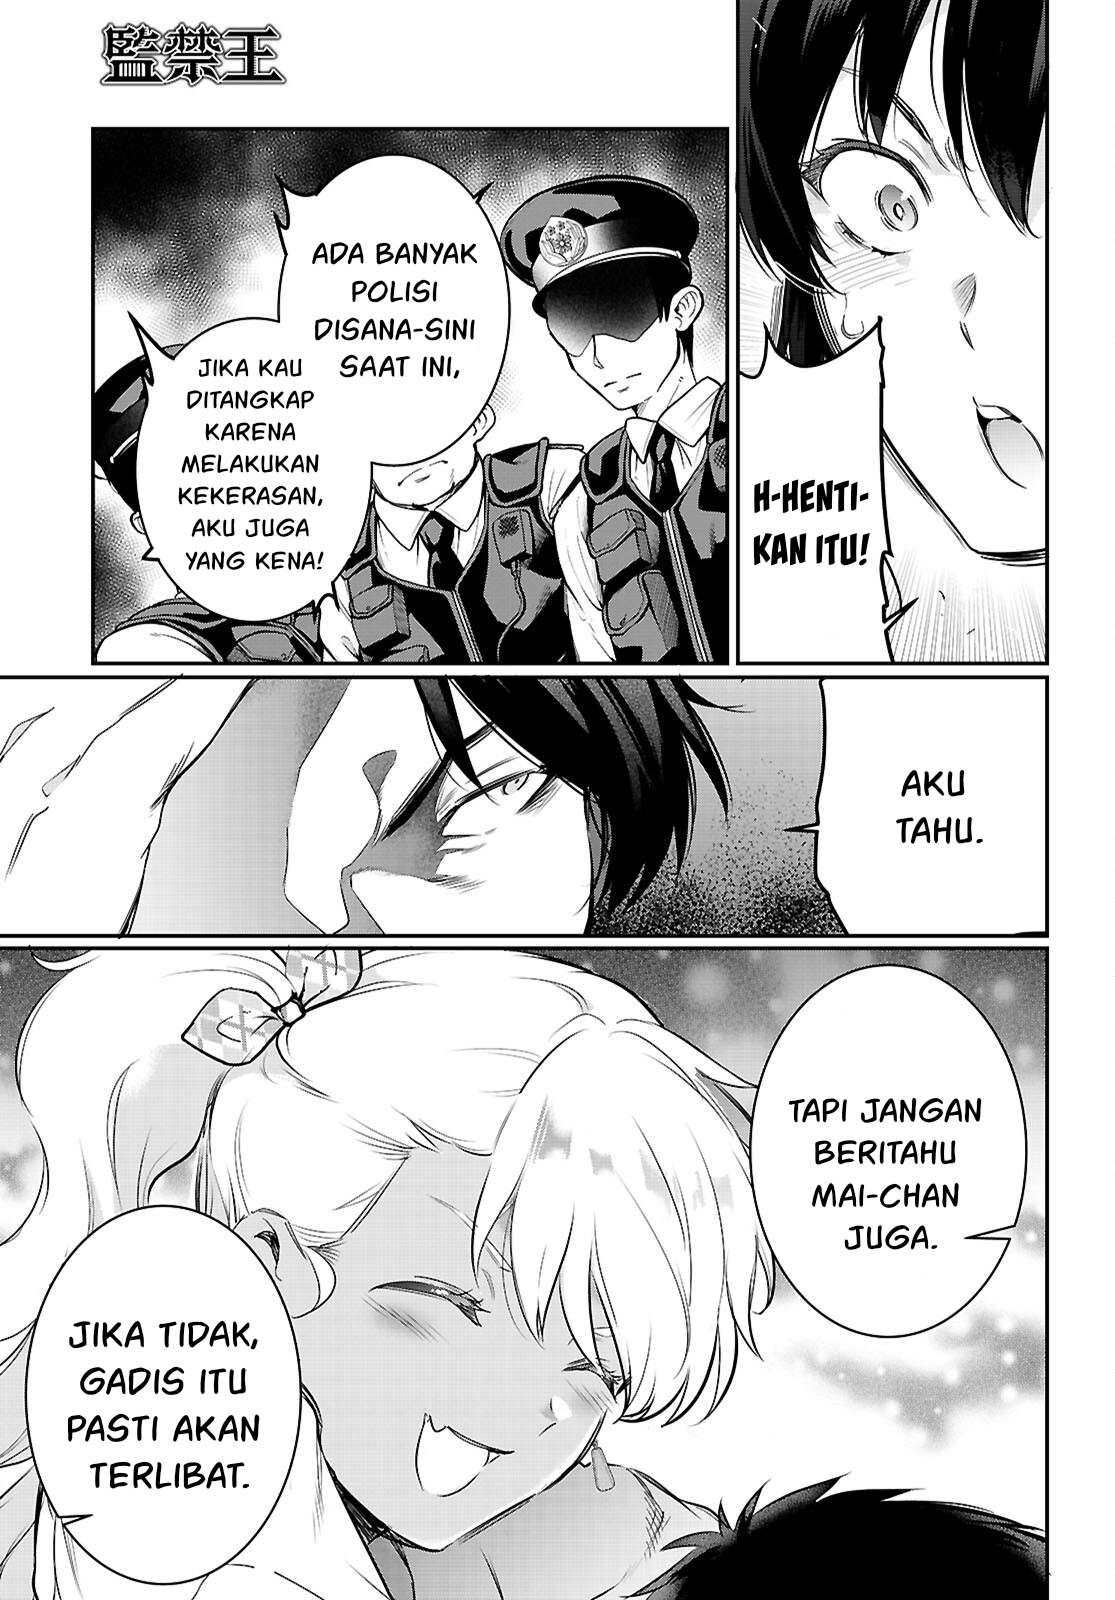 監禁王
H-HENTI-
KAN ITU!
ADA BANYAK
POLISI
DISANA-SINI
SAAT INI,
JIKA KAU
DITANGKAP
KARENA
MELAKUKAN
KEKERASAN,
AKU JUGA
YANG KENA!
AKU
TAHU.
TAPI JANGAN
BERITAHU
MAI-CHAN
JUGA.
JIKA TIDAK,
GADIS ITU
PASTI AKAN
TERLIBAT.